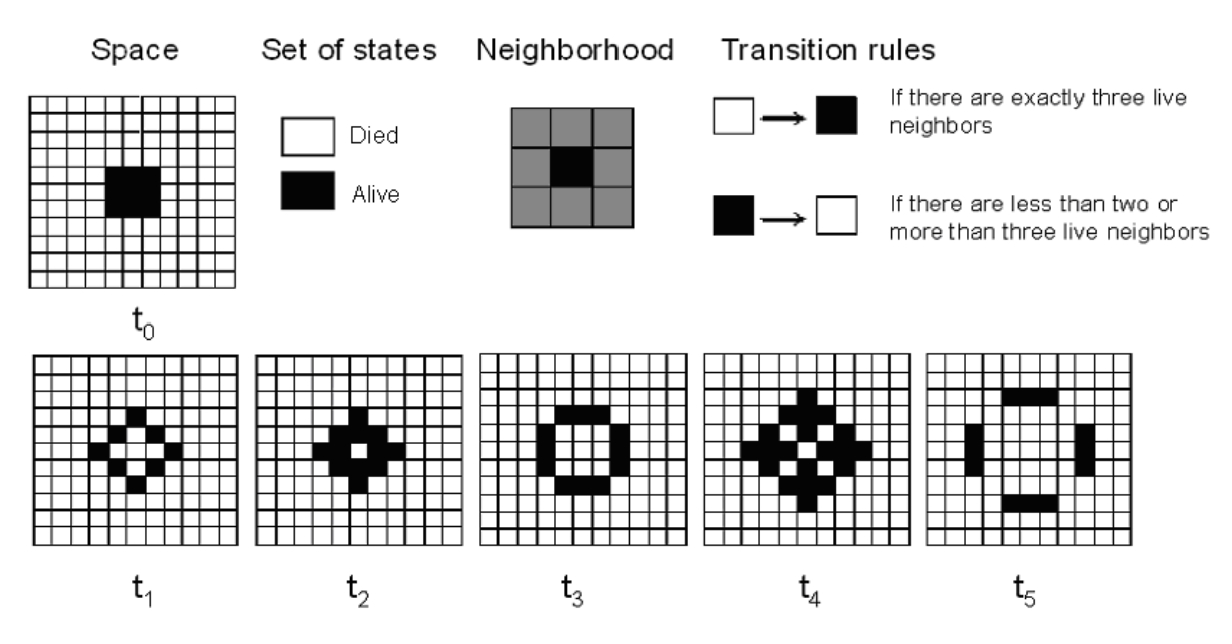 Space
Set of states
Neighborhood
Transition rules
Died
Alive
If there are exactly three live
neighbors
If there are less than two or
more than three live neighbors
t0
t1
t2
t3
t4
t5